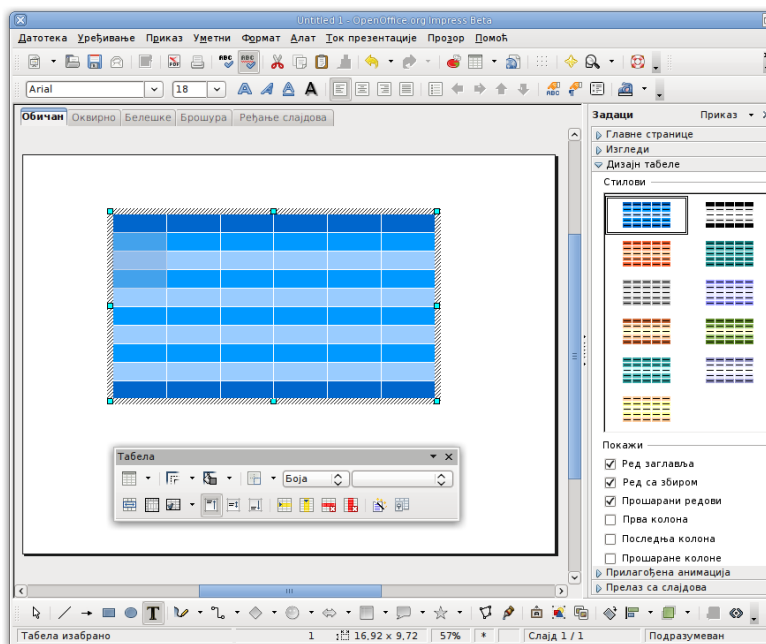 Untitled 1 - OpenOffice.org Impress Beta
Датотека Уређивање Приказ Уметни Формат Алат Ток презентације Прозор Помоћ
Arial 18
Обичан Оквирно Белешке Брошура Ређање слајдова
Задаци Приказ
Главне странице
Изгледи
Дизајн табеле
Стилови
Табела
Боја
Покажи
Ред заглавља
Ред са збиром
Прошарани редови
Прва колона
Последња колона
Прошаране колоне
Прилагођена анимација
Прелаз са слајдова
Табела изабрано 1 16,92 x 9,72 57% * Слајд 1 / 1 Подразумеван